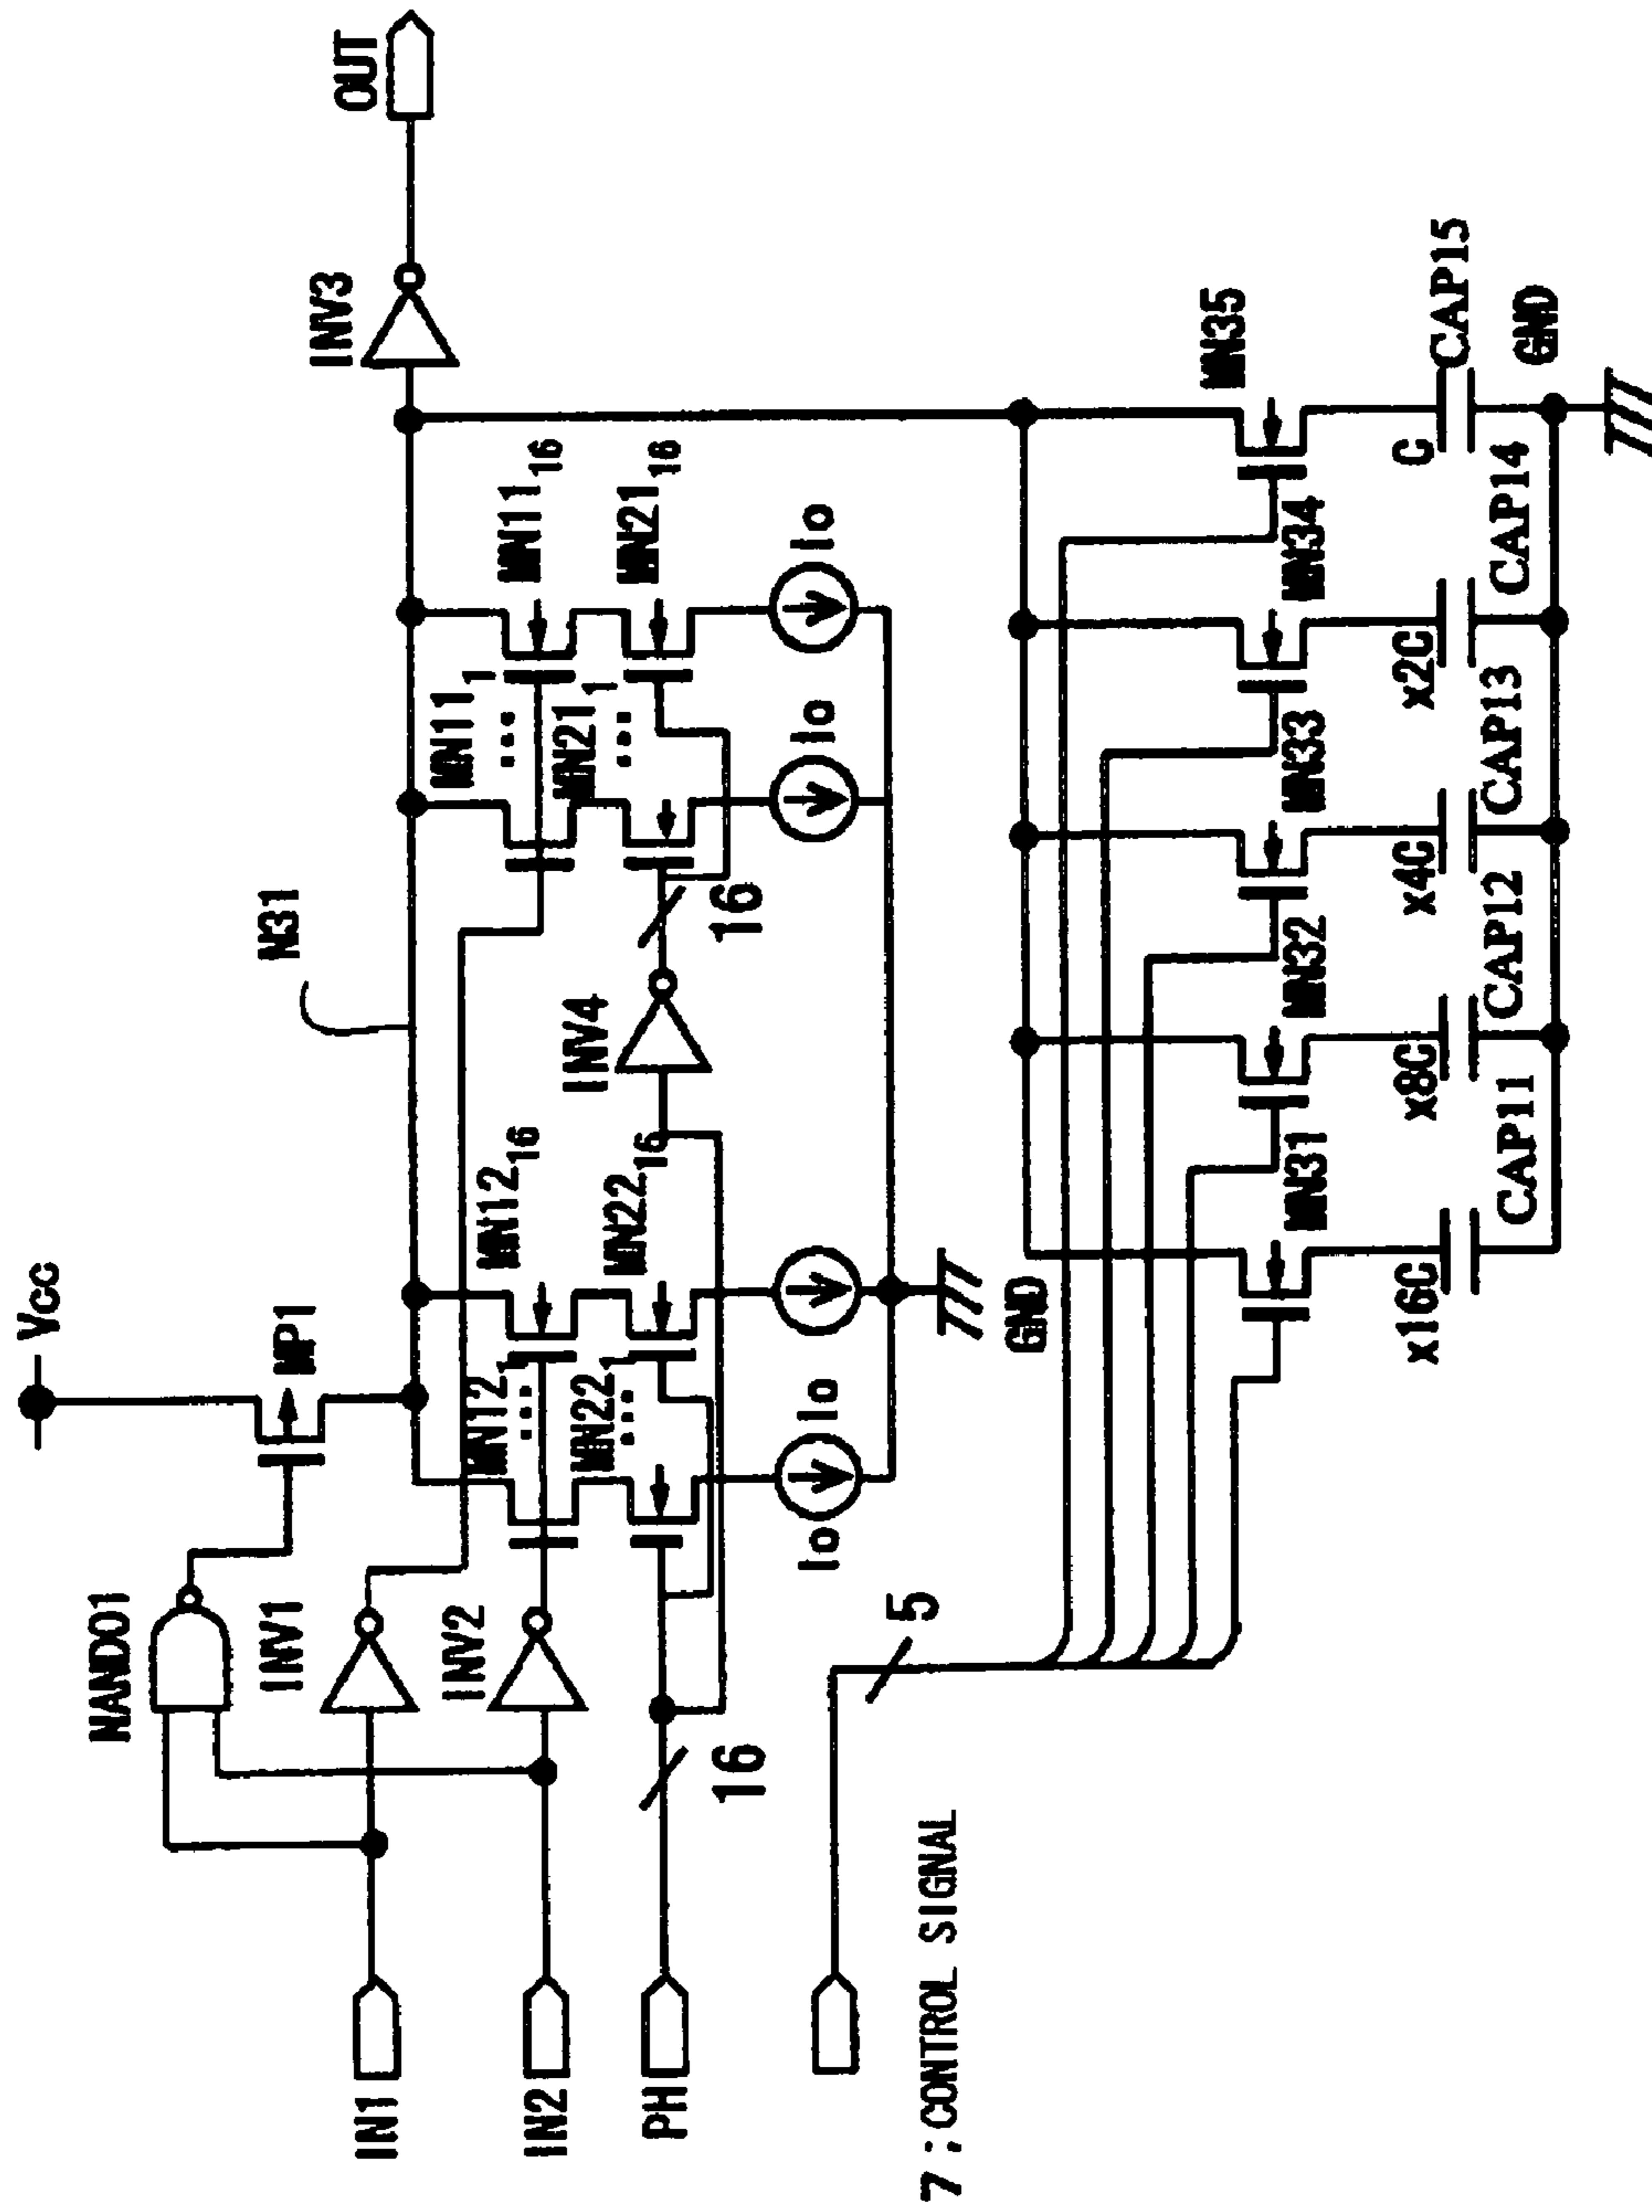 Vcc
NAND01
MP1
N31
INV3
OUT
IN1
INV1
IN2
INV2
MN12₁
...
MN12₁₆
MN11₁
...
MN11₁₆
PH
16
MN22₁
...
MN22₁₆
INV4
16
MN21₁
...
MN21₁₆
Io
Io
Io
Io
7 ; CONTROL SIGNAL
5
GND
MN31
MN32
MN33
MN34
MN35
x16C
x8C
x4C
x2C
C
CAP11
CAP12
CAP13
CAP14
CAP15
GND